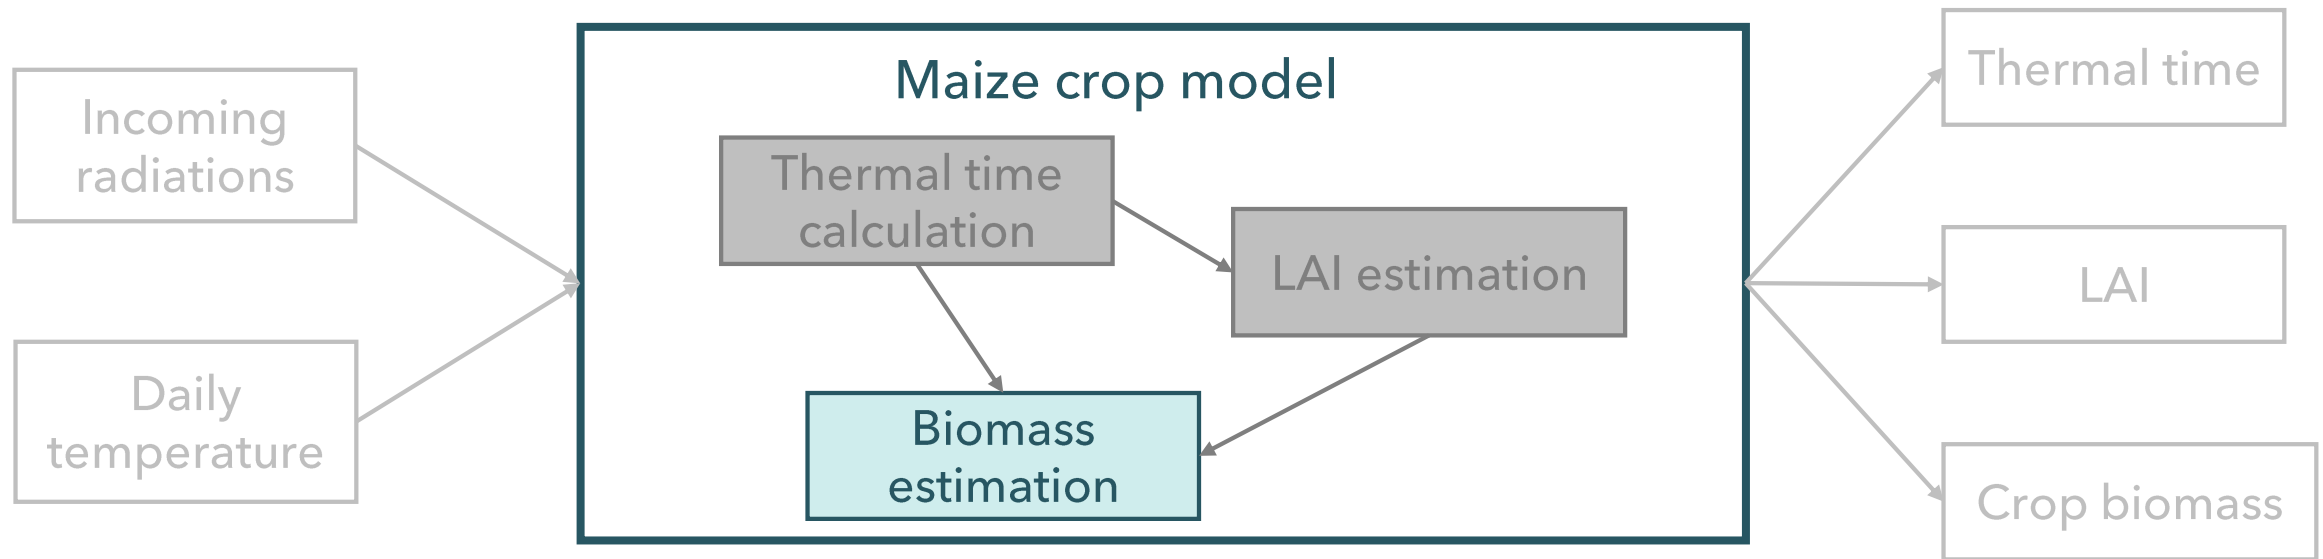 Incoming
radiations
Daily
temperature
Maize crop model
Thermal time
calculation
LAI estimation
Biomass
estimation
Thermal time
LAI
Crop biomass